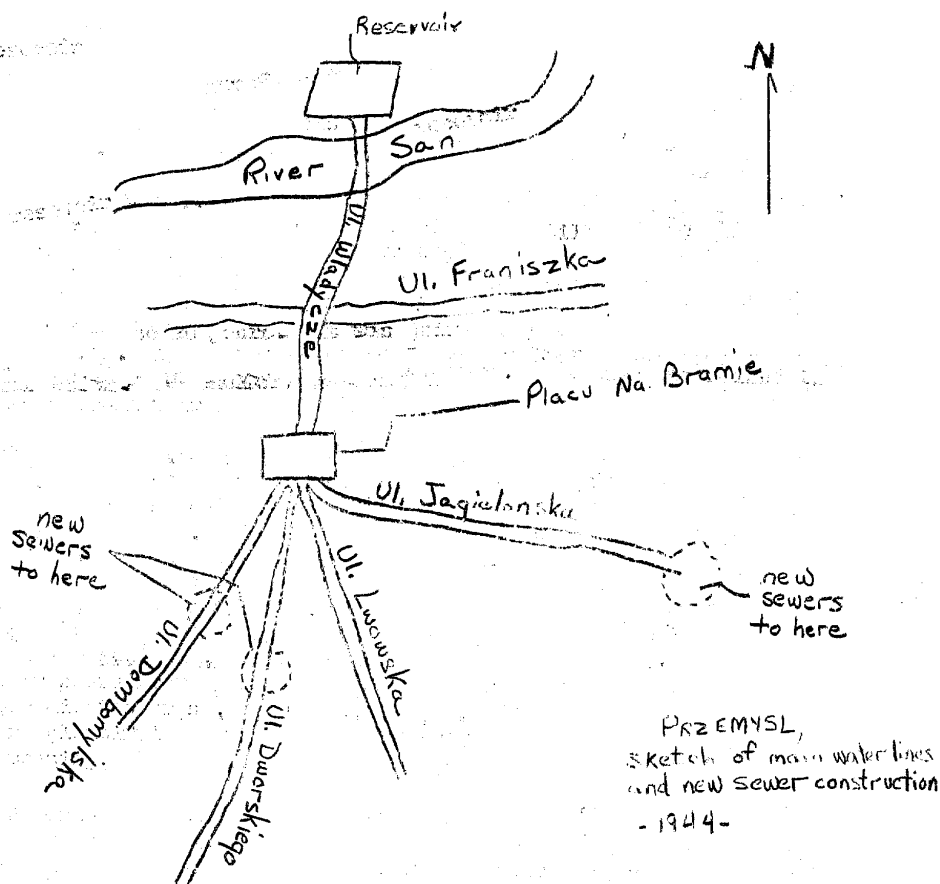 Reservoir
N
River San
Ul. Wladycze
Ul. Franiszka
Placu Na Bramie
Ul. Jagielonska
new
sewers
to here
Ul. Lwowska
new
sewers
to here
Ul. Dombomylska
Ul. Dworskiego
PRZEMYSL,
sketch of main water lines
and new sewer construction
- 1944 -